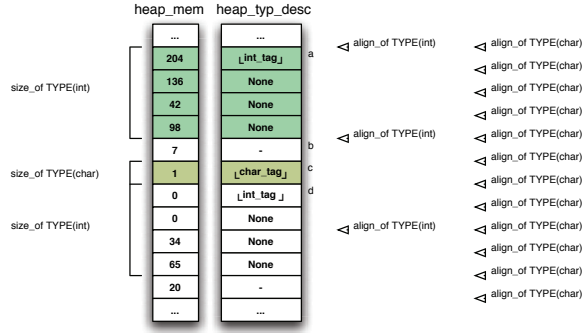 heap_mem heap_typ_desc
... ...
align_of TYPE(int) align_of TYPE(char)
204 ⌞int_tag⌟ a
align_of TYPE(char)
136 None
size_of TYPE(int) align_of TYPE(char)
42 None
align_of TYPE(char)
98 None
align_of TYPE(int) align_of TYPE(char)
7 - b
align_of TYPE(char)
size_of TYPE(char) 1 ⌞char_tag⌟ c
align_of TYPE(char)
0 ⌞int_tag ⌟ d
align_of TYPE(char)
0 None
size_of TYPE(int) align_of TYPE(int) align_of TYPE(char)
34 None
align_of TYPE(char)
65 None
align_of TYPE(char)
20 -
align_of TYPE(char)
... ...